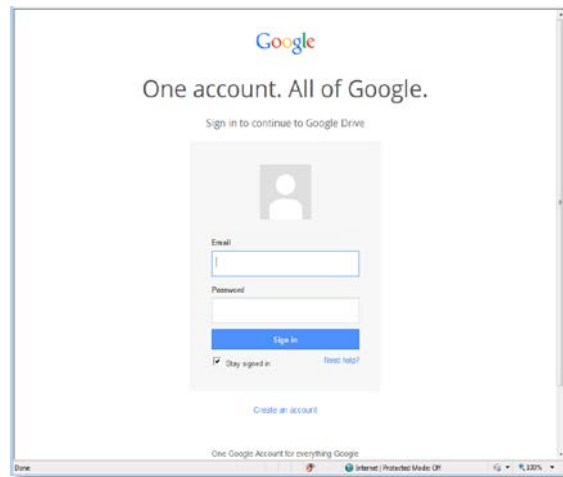 Google
One account. All of Google.
Sign in to continue to Google Drive
Email
Password
Sign in
Stay signed in
Need help?
Create an account
One Google Account for everything Google
Done
Internet | Protected Mode: Off
100%